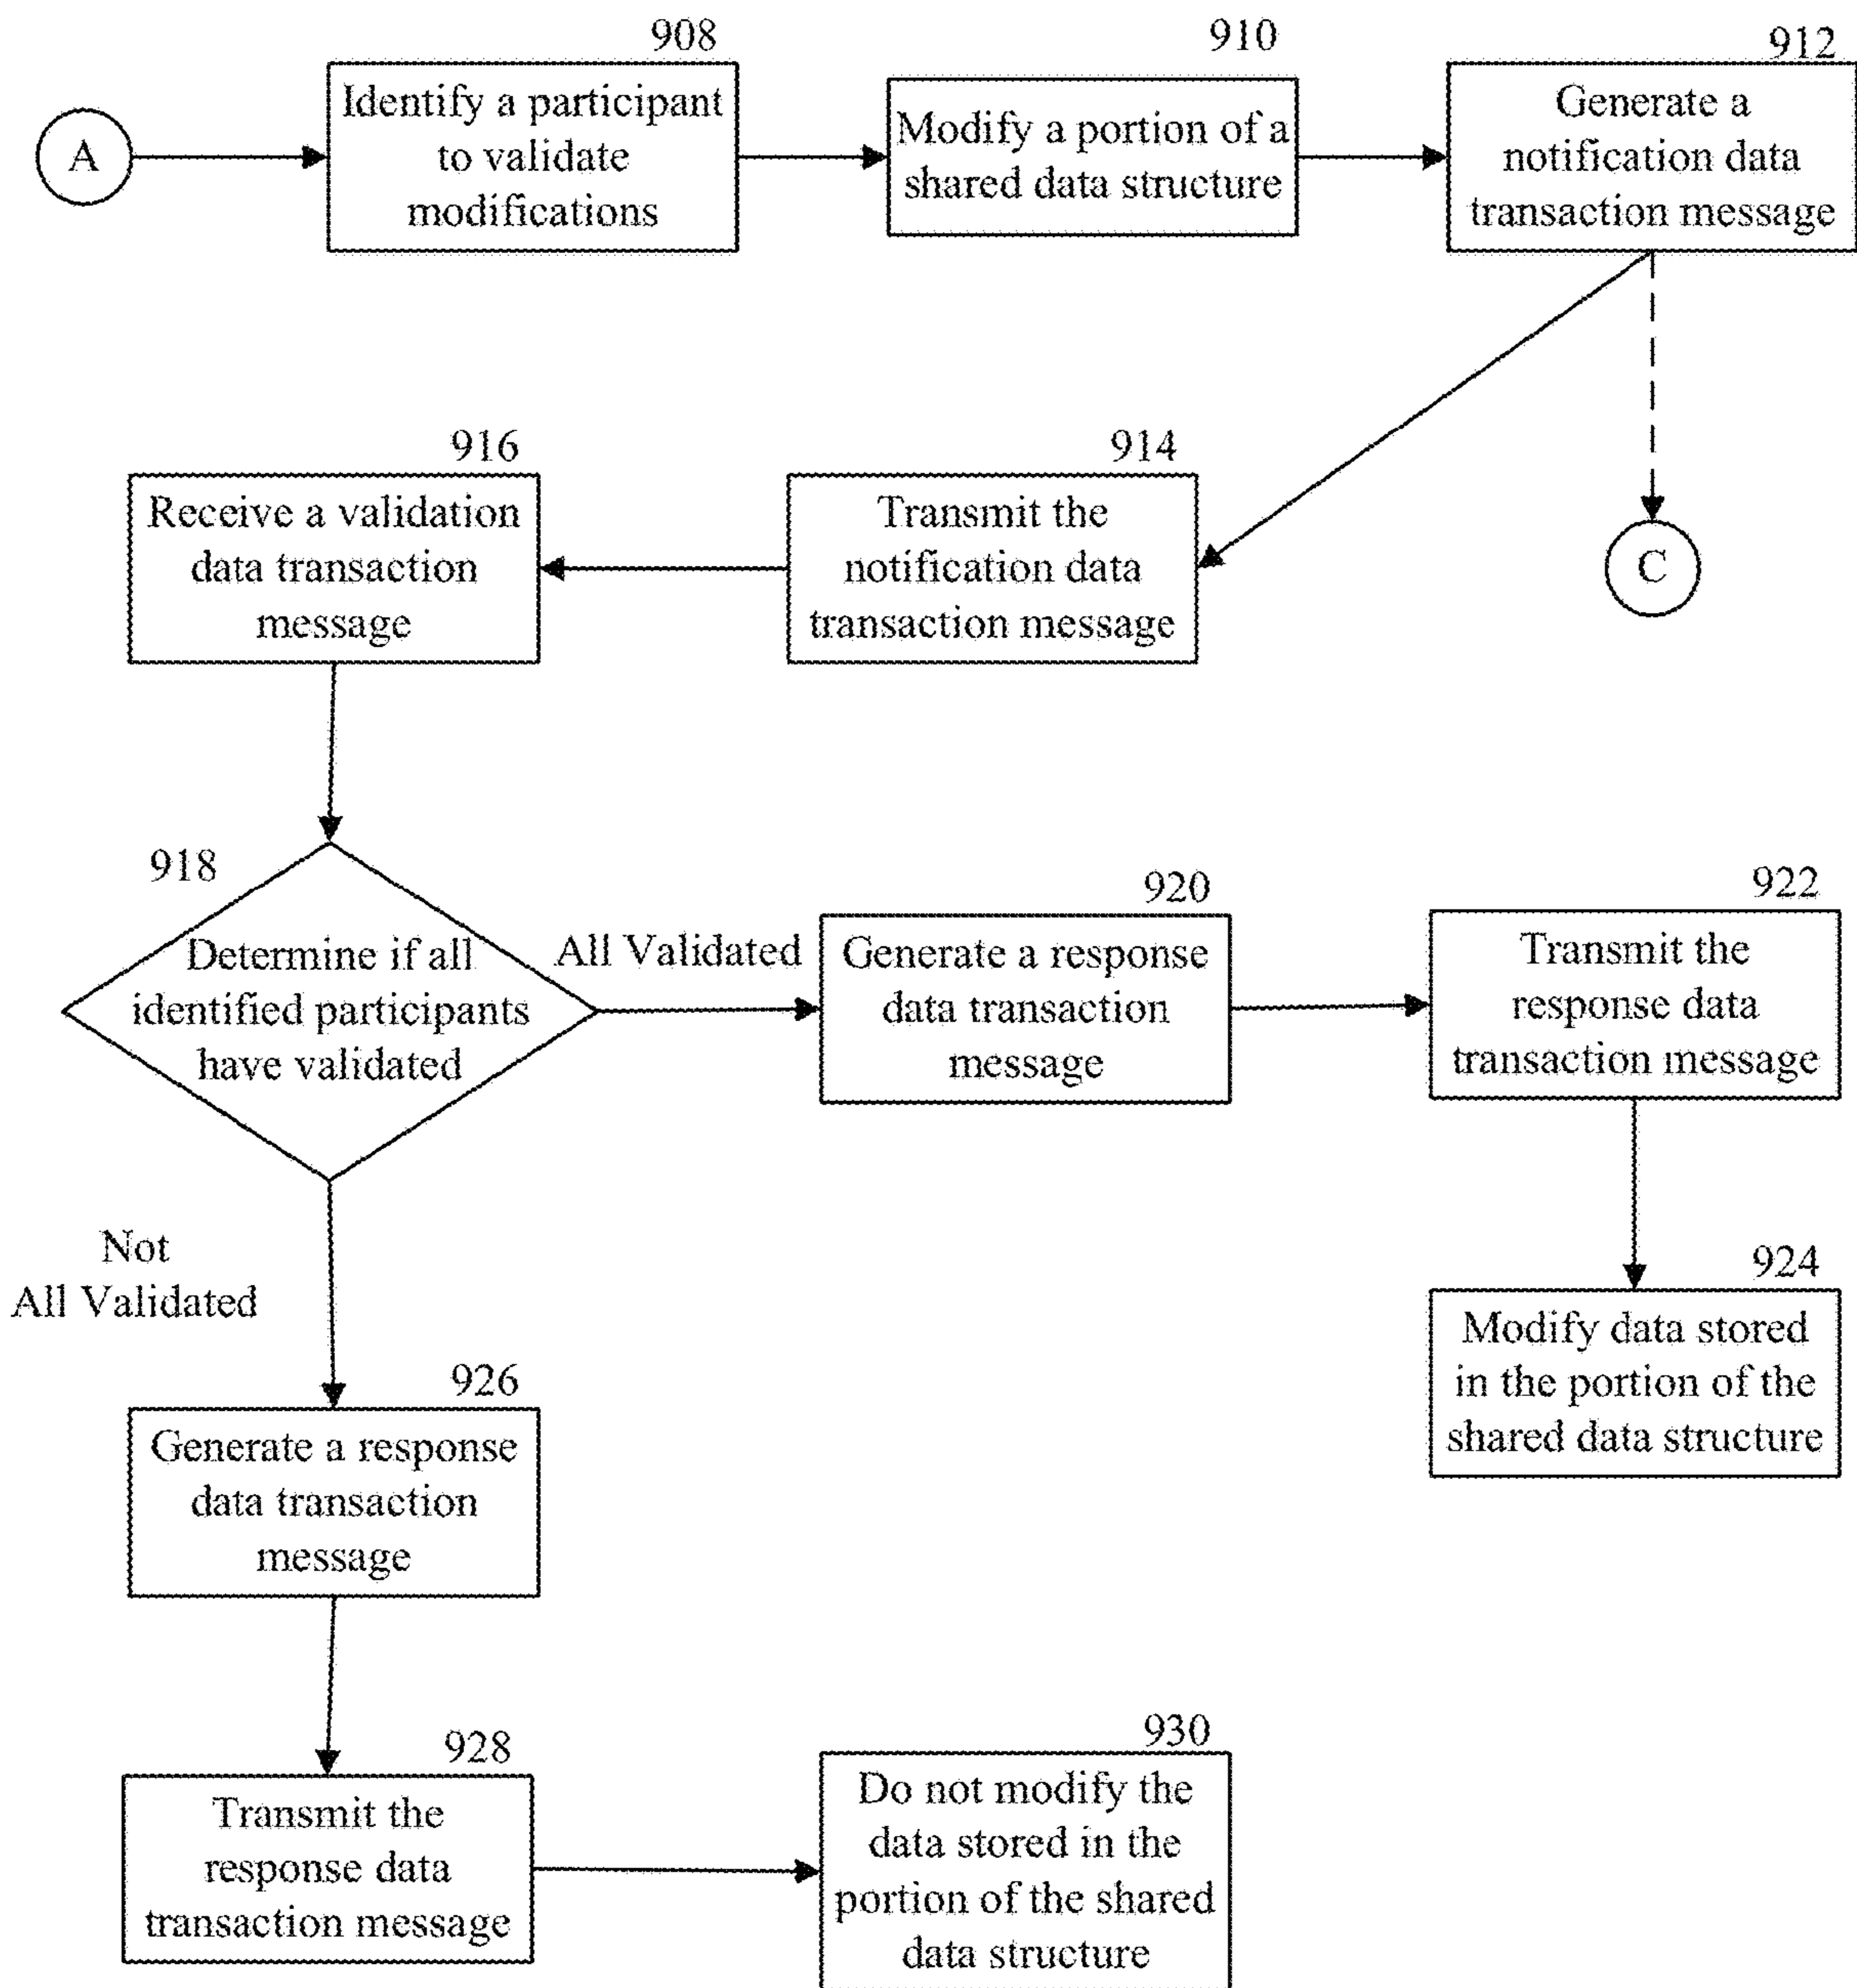 908
910
912
A
Identify a participant
to validate
modifications
Modify a portion of a
shared data structure
Generate a
notification data
transaction message
916
914
Receive a validation
data transaction
message
Transmit the
notification data
transaction message
C
918
Determine if all
identified participants
have validated
All Validated
920
Generate a response
data transaction
message
922
Transmit the
response data
transaction message
Not
All Validated
924
Modify data stored
in the portion of the
shared data structure
926
Generate a response
data transaction
message
928
Transmit the
response data
transaction message
930
Do not modify the
data stored in the
portion of the shared
data structure